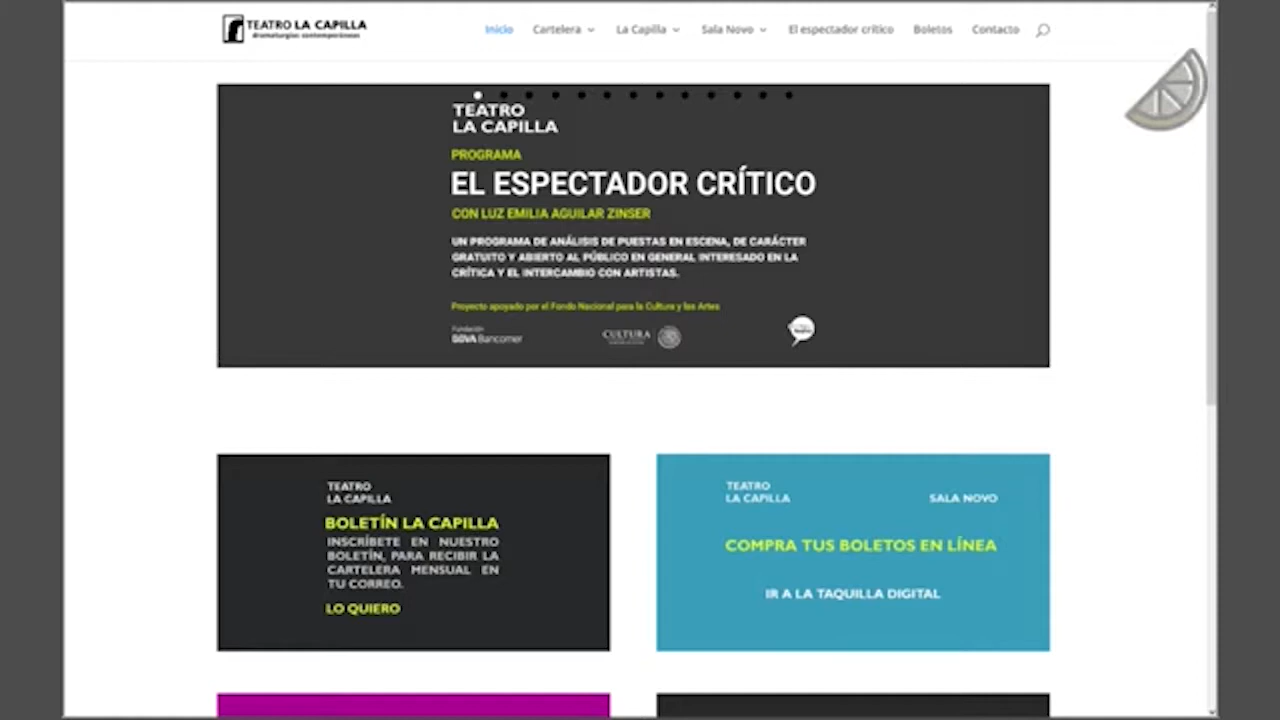 TEATRO LA CAPILLA
dramaturgias contemporáneas
Inicio
Cartelera
La Capilla
Sala Novo
El espectador crítico
Boletos
Contacto
TEATRO
LA CAPILLA
PROGRAMA
EL ESPECTADOR CRÍTICO
CON LUZ EMILIA AGUILAR ZINSER
UN PROGRAMA DE ANÁLISIS DE PUESTAS EN ESCENA, DE CARÁCTER
GRATUITO Y ABIERTO AL PÚBLICO EN GENERAL INTERESADO EN LA
CRÍTICA Y EL INTERCAMBIO CON ARTISTAS.
Proyecto apoyado por el Fondo Nacional para la Cultura y las Artes
Fundación
BBVA Bancomer
CULTURA
TEATRO
LA CAPILLA
BOLETÍN LA CAPILLA
INSCRÍBETE EN NUESTRO
BOLETÍN, PARA RECIBIR LA
CARTELERA MENSUAL EN
TU CORREO.
LO QUIERO
TEATRO
LA CAPILLA
SALA NOVO
COMPRA TUS BOLETOS EN LÍNEA
IR A LA TAQUILLA DIGITAL